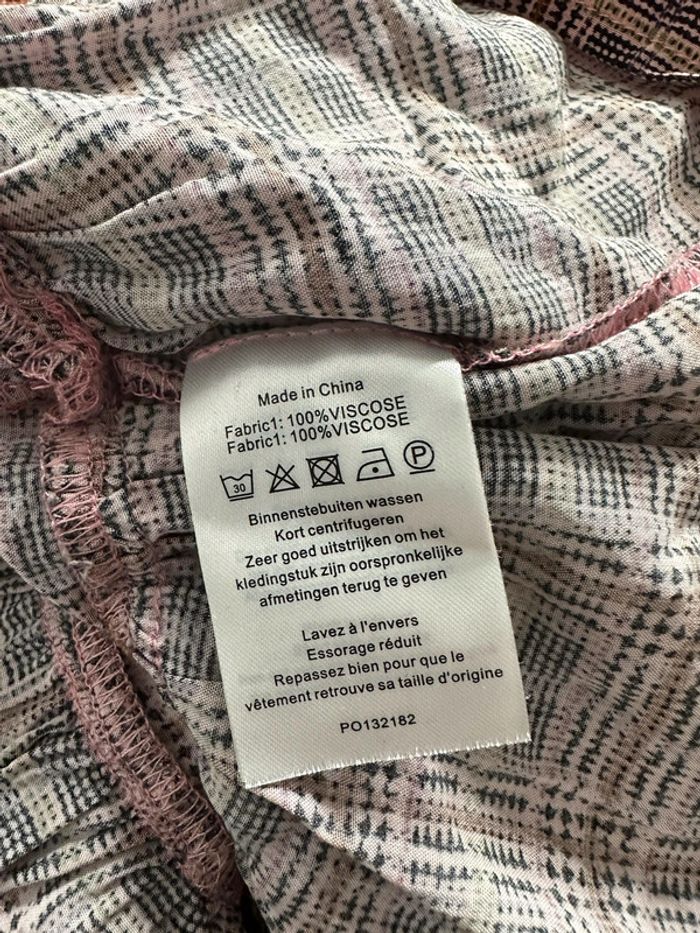 Made in China
Fabric1: 100%VISCOSE
Fabric1: 100%VISCOSE
30 P
Binnenstebuiten wassen
Kort centrifugeren
Zeer goed uitstrijken om het
kledingstuk zijn oorspronkelijke
afmetingen terug te geven
Lavez à l'envers
Essorage réduit
Repassez bien pour que le
vêtement retrouve sa taille d'origine
PO132182